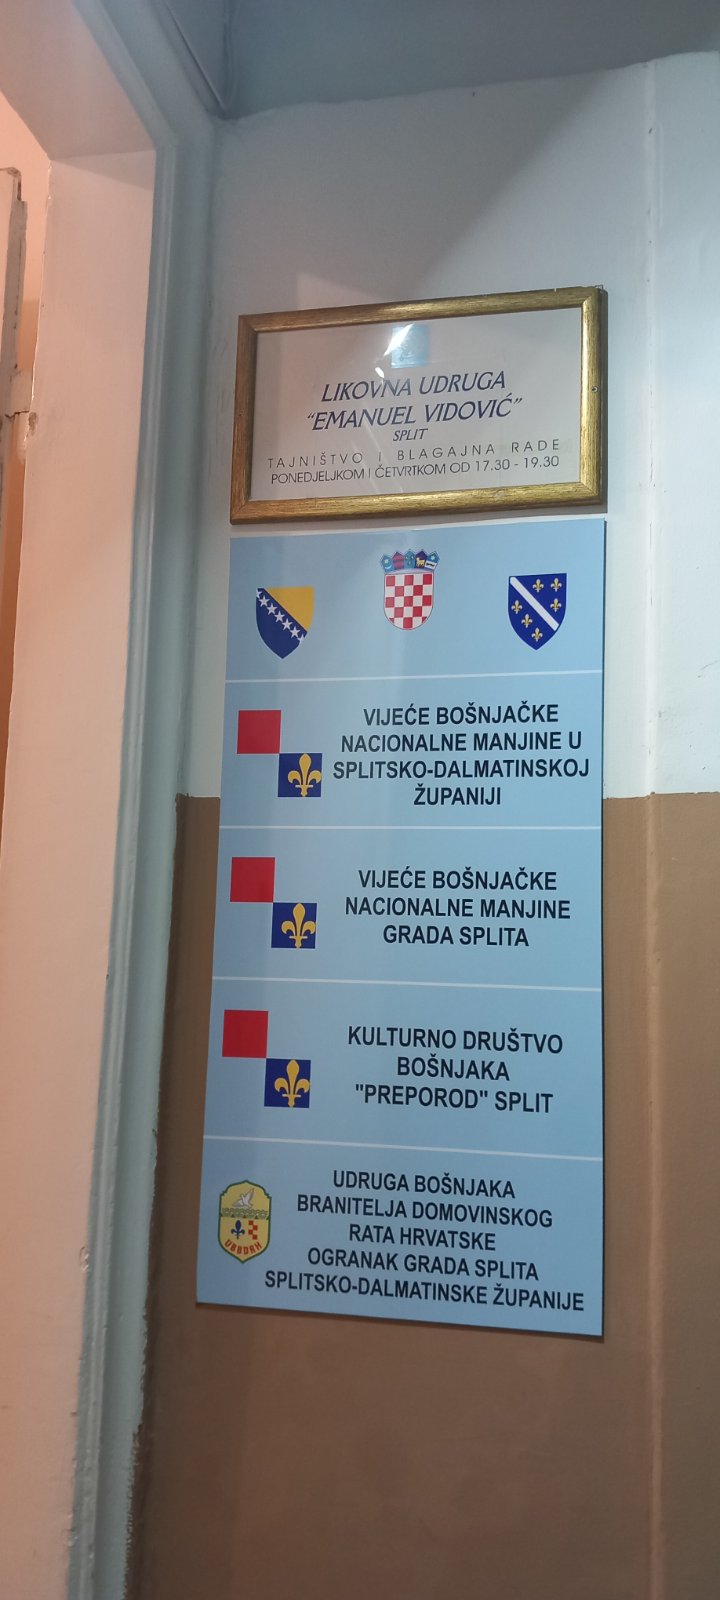 LIKOVNA UDRUGA
"EMANUEL VIDOVIĆ"
SPLIT
TAJNIŠTVO I BLAGAJNA RADE
PONEDJELJKOM I ČETVRTKOM OD 17.30 - 19.30
VIJEĆE BOŠNJAČKE
NACIONALNE MANJINE U
SPLITSKO-DALMATINSKOJ
ŽUPANIJI
VIJEĆE BOŠNJAČKE
NACIONALNE MANJINE
GRADA SPLITA
KULTURNO DRUŠTVO
BOŠNJAKA
"PREPOROD" SPLIT
UDRUGA BOŠNJAKA
BRANITELJA DOMOVINSKOG
RATA HRVATSKE
OGRANAK GRADA SPLITA
SPLITSKO-DALMATINSKE ŽUPANIJE
UBBDRH